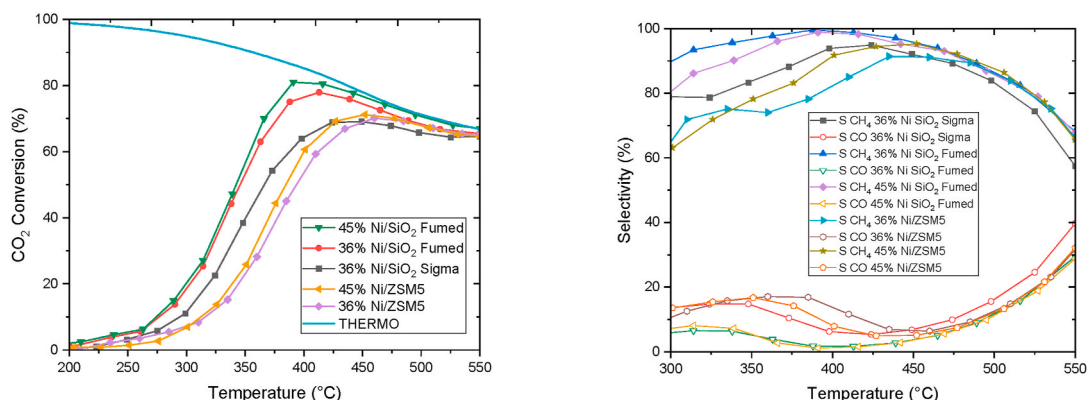 100
80
60
40
20
0
CO₂ Conversion (%)
200
250
300
350
400
450
500
550
Temperature (°C)
45% Ni/SiO₂ Fumed
36% Ni/SiO₂ Fumed
36% Ni/SiO₂ Sigma
45% Ni/ZSM5
36% Ni/ZSM5
THERMO
100
80
60
40
20
0
Selectivity (%)
300
350
400
450
500
550
Temperature (°C)
S CH₄ 36% Ni SiO₂ Sigma
S CO 36% Ni SiO₂ Sigma
S CH₄ 36% Ni SiO₂ Fumed
S CO 36% Ni SiO₂ Fumed
S CH₄ 45% Ni SiO₂ Fumed
S CO 45% Ni SiO₂ Fumed
S CH₄ 36% Ni/ZSM5
S CO 36% Ni/ZSM5
S CH₄ 45% Ni/ZSM5
S CO 45% Ni/ZSM5